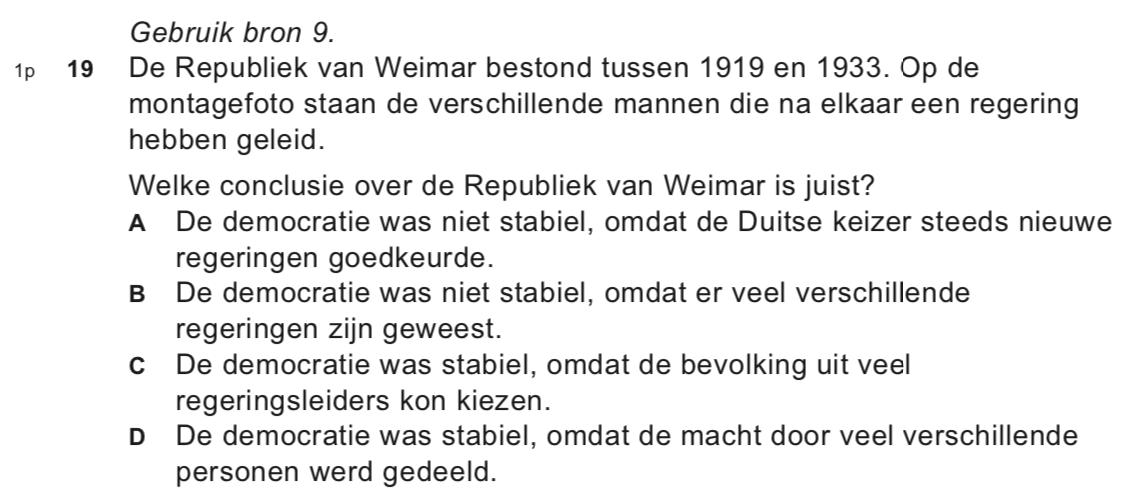 Gebruik bron 9.
1p 19 De Republiek van Weimar bestond tussen 1919 en 1933. Op de
montagefoto staan de verschillende mannen die na elkaar een regering
hebben geleid.
Welke conclusie over de Republiek van Weimar is juist?
A De democratie was niet stabiel, omdat de Duitse keizer steeds nieuwe
regeringen goedkeurde.
B De democratie was niet stabiel, omdat er veel verschillende
regeringen zijn geweest.
C De democratie was stabiel, omdat de bevolking uit veel
regeringsleiders kon kiezen.
D De democratie was stabiel, omdat de macht door veel verschillende
personen werd gedeeld.